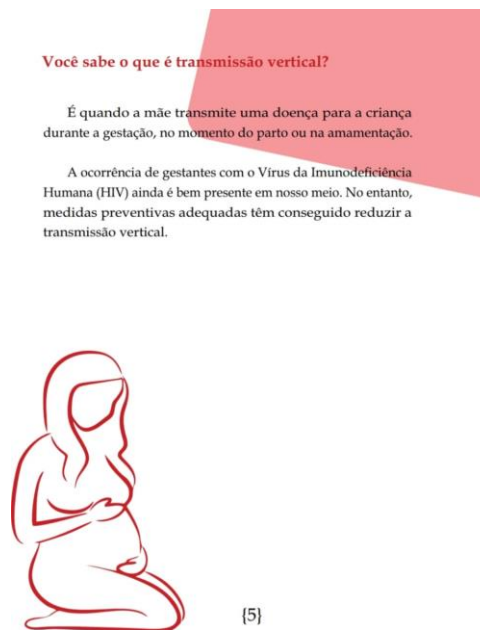 Você sabe o que é transmissão vertical?
É quando a mãe transmite uma doença para a criança
durante a gestação, no momento do parto ou na amamentação.
A ocorrência de gestantes com o Vírus da Imunodeficiência
Humana (HIV) ainda é bem presente em nosso meio. No entanto,
medidas preventivas adequadas têm conseguido reduzir a
transmissão vertical.
{5}